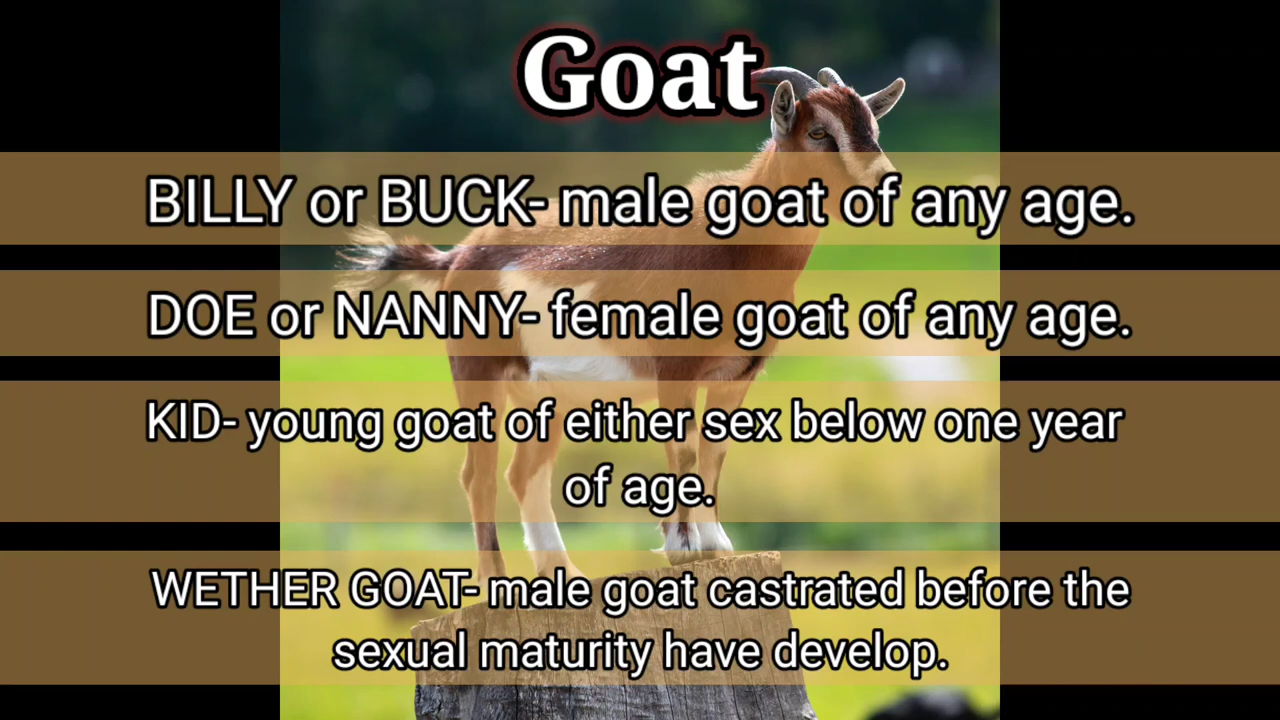 Goat
BILLY or BUCK- male goat of any age.
DOE or NANNY- female goat of any age.
KID- young goat of either sex below one year
of age.
WETHER GOAT- male goat castrated before the
sexual maturity have develop.